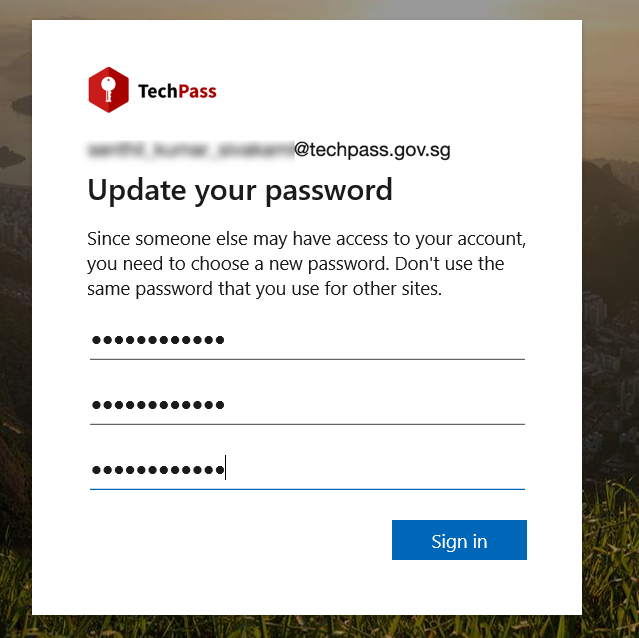 TechPass
@techpass.gov.sg
Update your password
Since someone else may have access to your account,
you need to choose a new password. Don't use the
same password that you use for other sites.
●●●●●●●●●●●●
●●●●●●●●●●●●
●●●●●●●●●●●●
Sign in